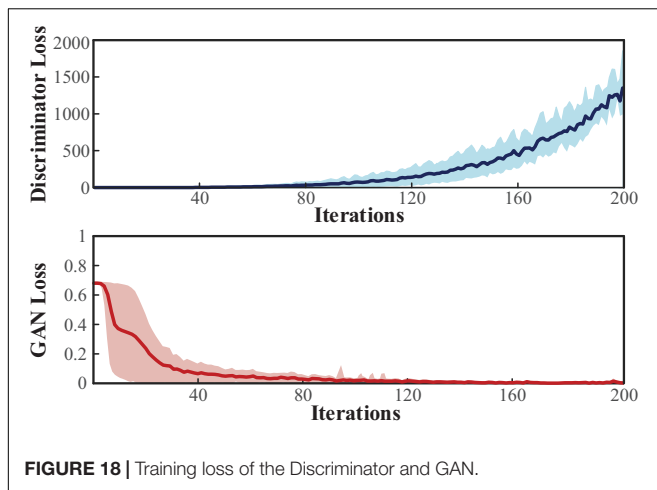 2000
1500
1000
500
0
Discriminator Loss
40 80 120 160 200
Iterations
1
0.8
0.6
0.4
0.2
0
GAN Loss
40 80 120 160 200
Iterations
FIGURE 18 | Training loss of the Discriminator and GAN.